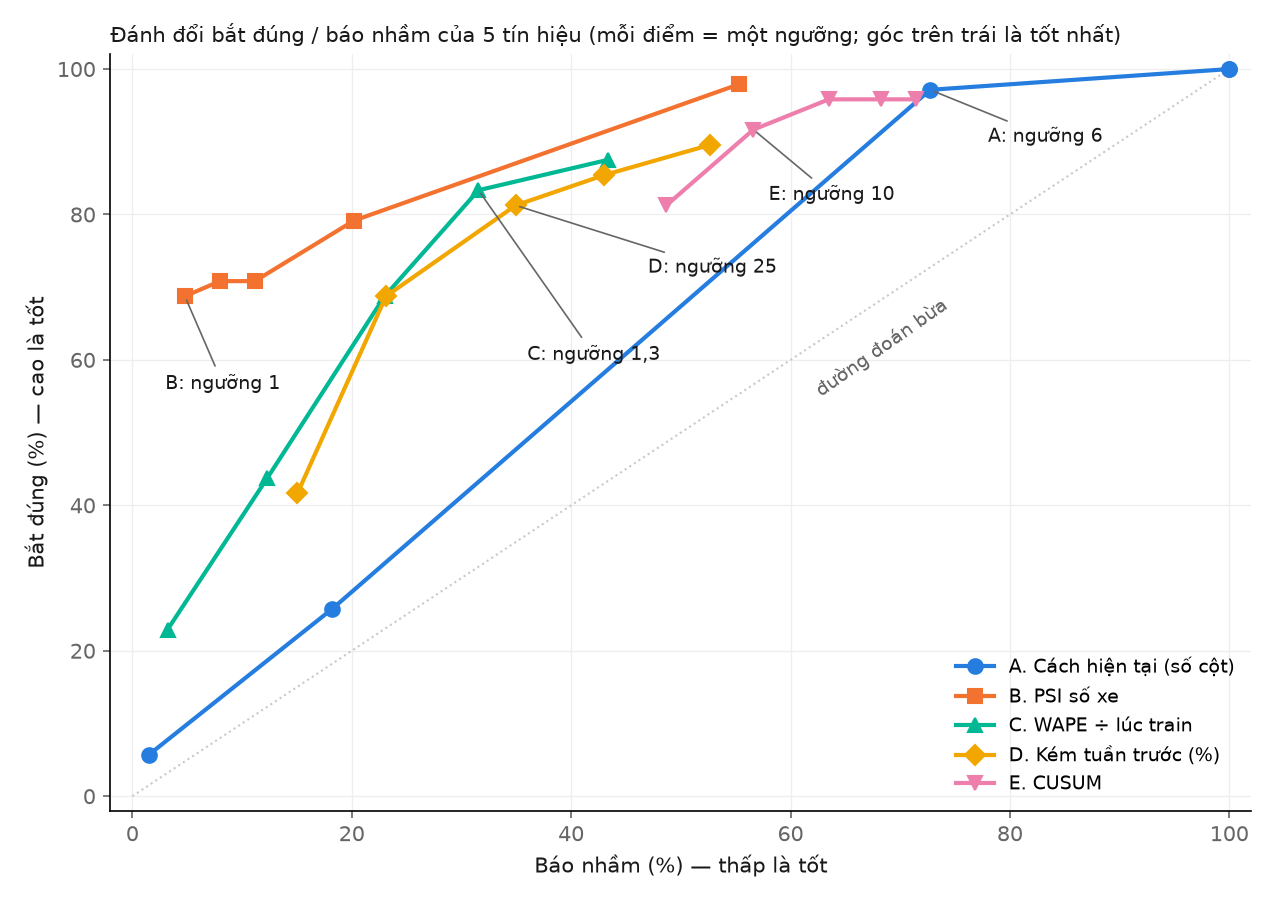 Đánh đổi bắt đúng / báo nhầm của 5 tín hiệu (mỗi điểm = một ngưỡng; góc trên trái là tốt nhất)
100
80
60
40
20
0
Bắt đúng (%) — cao là tốt
A: ngưỡng 6
E: ngưỡng 10
D: ngưỡng 25
C: ngưỡng 1,3
B: ngưỡng 1
đường đoán bừa
A. Cách hiện tại (số cột)
B. PSI số xe
C. WAPE ÷ lúc train
D. Kém tuần trước (%)
E. CUSUM
0 20 40 60 80 100
Báo nhầm (%) — thấp là tốt